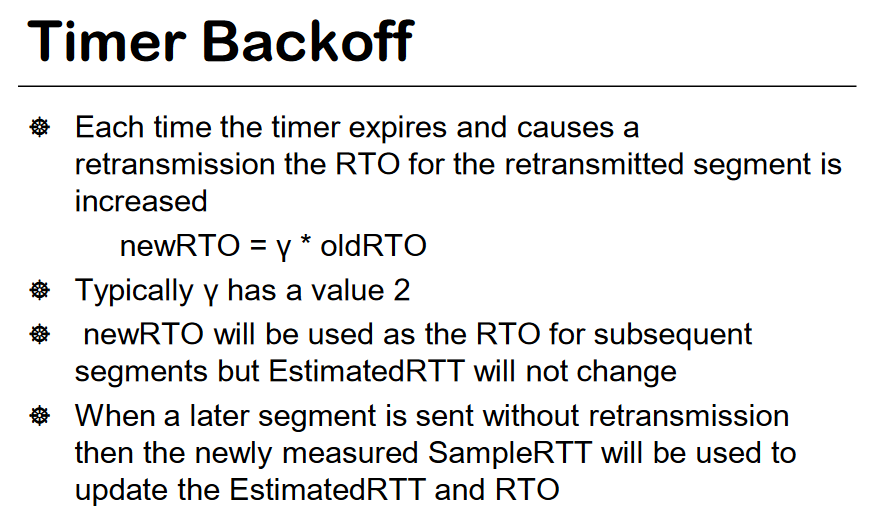 Timer Backoff
Each time the timer expires and causes a
retransmission the RTO for the retransmitted segment is
increased
newRTO = γ * oldRTO
Typically γ has a value 2
newRTO will be used as the RTO for subsequent
segments but EstimatedRTT will not change
When a later segment is sent without retransmission
then the newly measured SampleRTT will be used to
update the EstimatedRTT and RTO